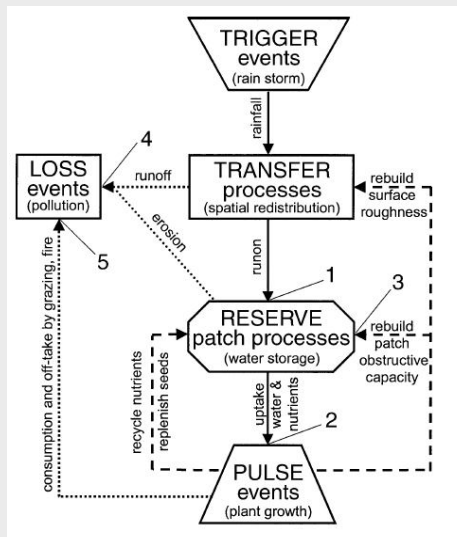 TRIGGER
events
(rain storm)
rainfall
4
LOSS
events
(pollution)
runoff
TRANSFER
processes
(spatial redistribution)
rebuild
surface
roughness
erosion
5
runon
1
3
RESERVE
patch processes
(water storage)
rebuild
patch
obstructive
capacity
consumption and off-take by grazing, fire
recycle nutrients
replenish seeds
uptake
water &
nutrients
2
PULSE
events
(plant growth)